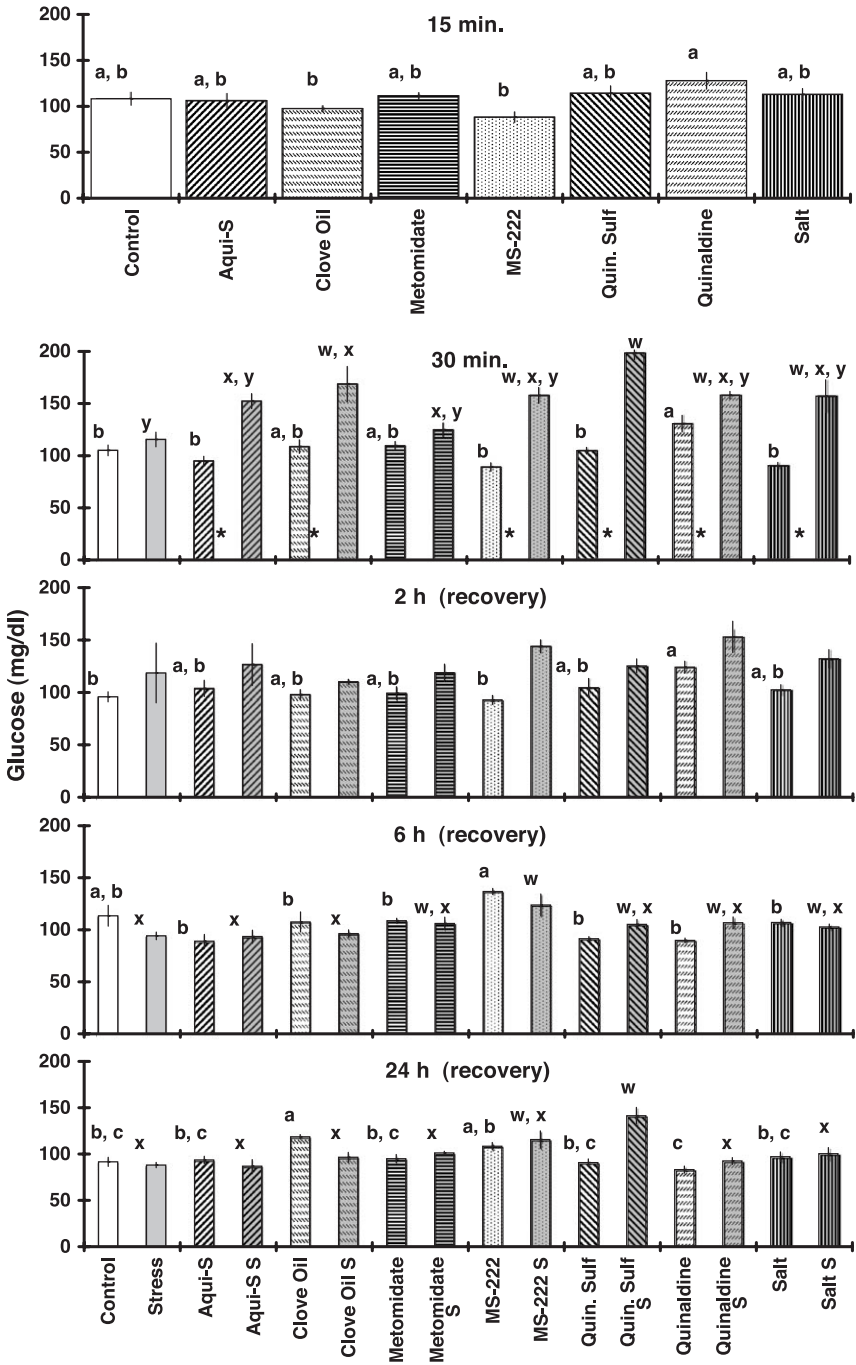 15 min.
200
150
100
50
0
a, b
a, b
b
a, b
b
a, b
a
a, b
Control
Aqui-S
Clove Oil
Metomidate
MS-222
Quin. Sulf
Quinaldine
Salt
30 min.
200
150
100
50
0
b
y
b
x, y
a, b
w, x
a, b
x, y
b
w, x, y
b
w
a
w, x, y
b
w, x, y
*
*
*
*
*
*
Glucose (mg/dl)
2 h (recovery)
200
150
100
50
0
b
a, b
a, b
a, b
b
a, b
a
a, b
6 h (recovery)
200
150
100
50
0
a, b
x
b
x
b
x
b
w, x
a
w
b
w, x
b
w, x
b
w, x
24 h (recovery)
200
150
100
50
0
b, c
x
b, c
x
a
x
b, c
x
a, b
w, x
b, c
w
c
x
b, c
x
Control
Stress
Aqui-S
Aqui-S S
Clove Oil
Clove Oil S
Metomidate
Metomidate
S
MS-222
MS-222 S
Quin. Sulf
Quin. Sulf
S
Quinaldine
Quinaldine
S
Salt
Salt S